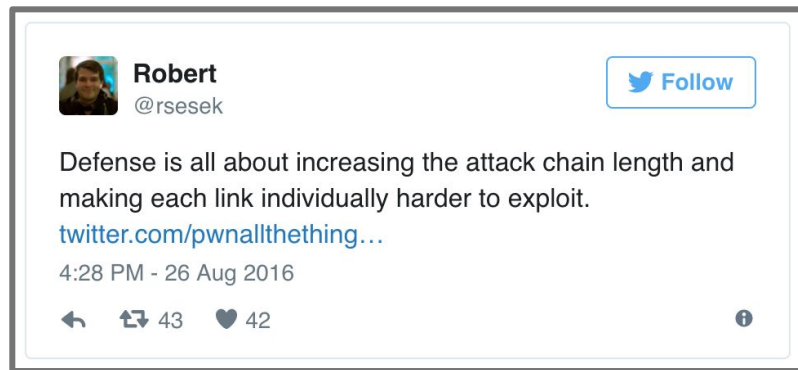 Robert
Follow
@rsesek
Defense is all about increasing the attack chain length and
making each link individually harder to exploit.
twitter.com/pwnallthething…
4:28 PM - 26 Aug 2016
43 42